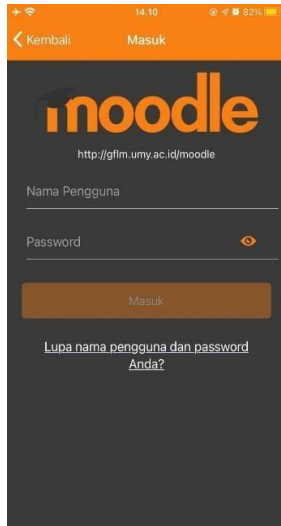 14.10
82%
Kembali
Masuk
moodle
http://gflm.umy.ac.id/moodle
Nama Pengguna
Password
Masuk
Lupa nama pengguna dan password
Anda?